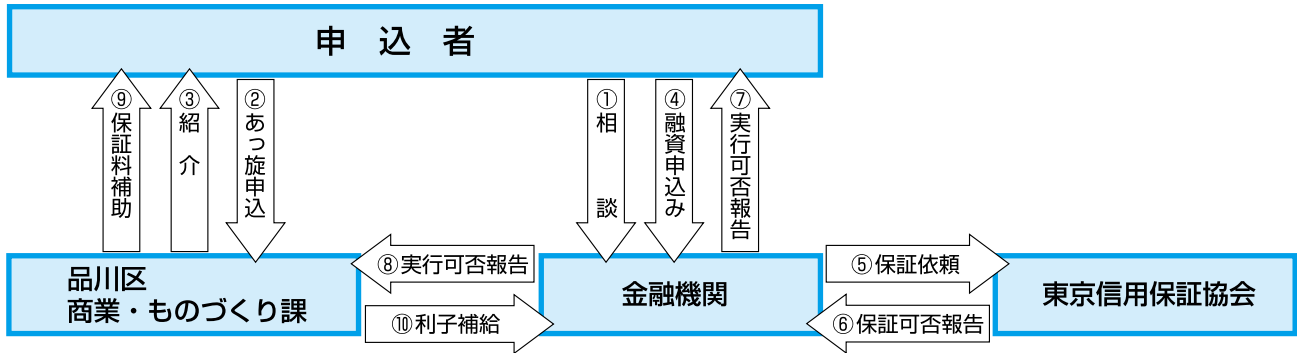 申　込　者
⑨保証料補助
③紹　介
②あっ旋申込
①相　談
④融資申込み
⑦実行可否報告
品川区
商業・ものづくり課
⑧実行可否報告
⑩利子補給
金融機関
⑤保証依頼
⑥保証可否報告
東京信用保証協会